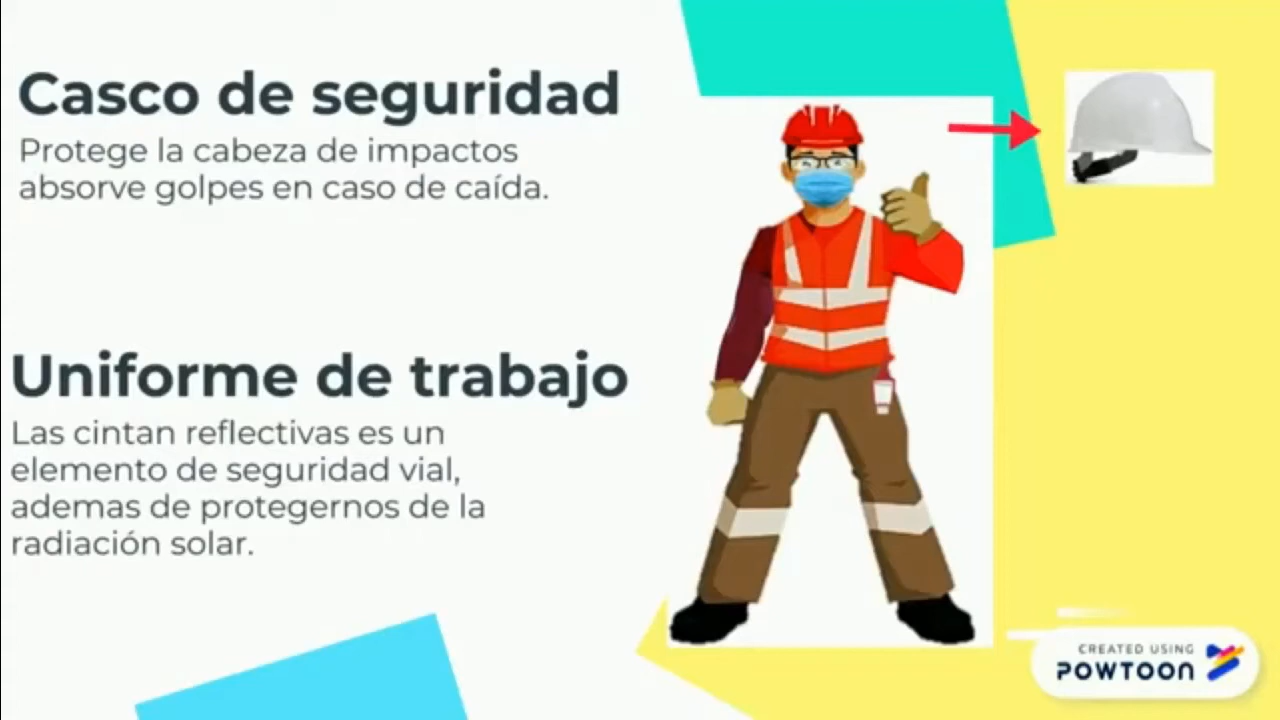 Casco de seguridad
Protege la cabeza de impactos
absorve golpes en caso de caída.
Uniforme de trabajo
Las cintan reflectivas es un
elemento de seguridad vial,
ademas de protegernos de la
radiación solar.
CREATED USING
POWTOON